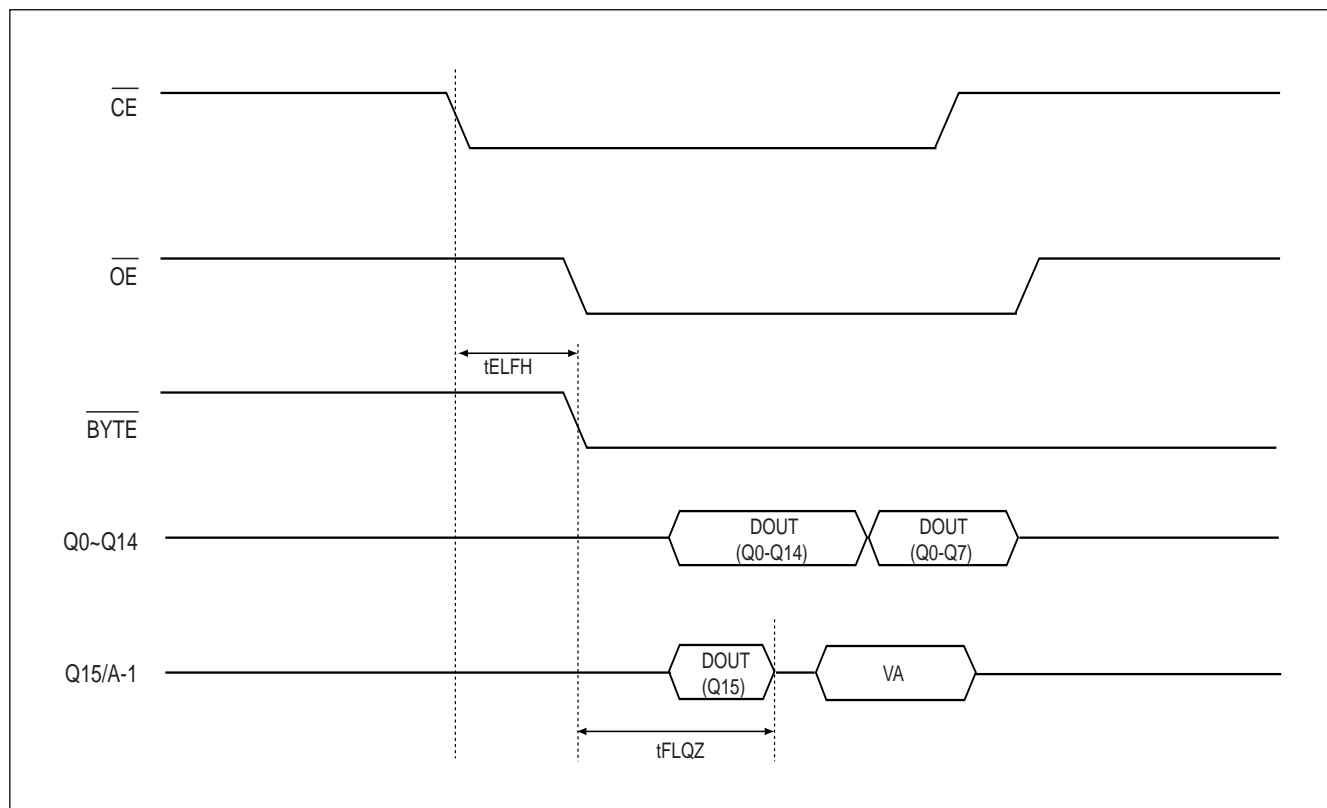 CE
OE
tELFH
BYTE
Q0~Q14
DOUT
(Q0-Q14)
DOUT
(Q0-Q7)
Q15/A-1
DOUT
(Q15)
VA
tFLQZ